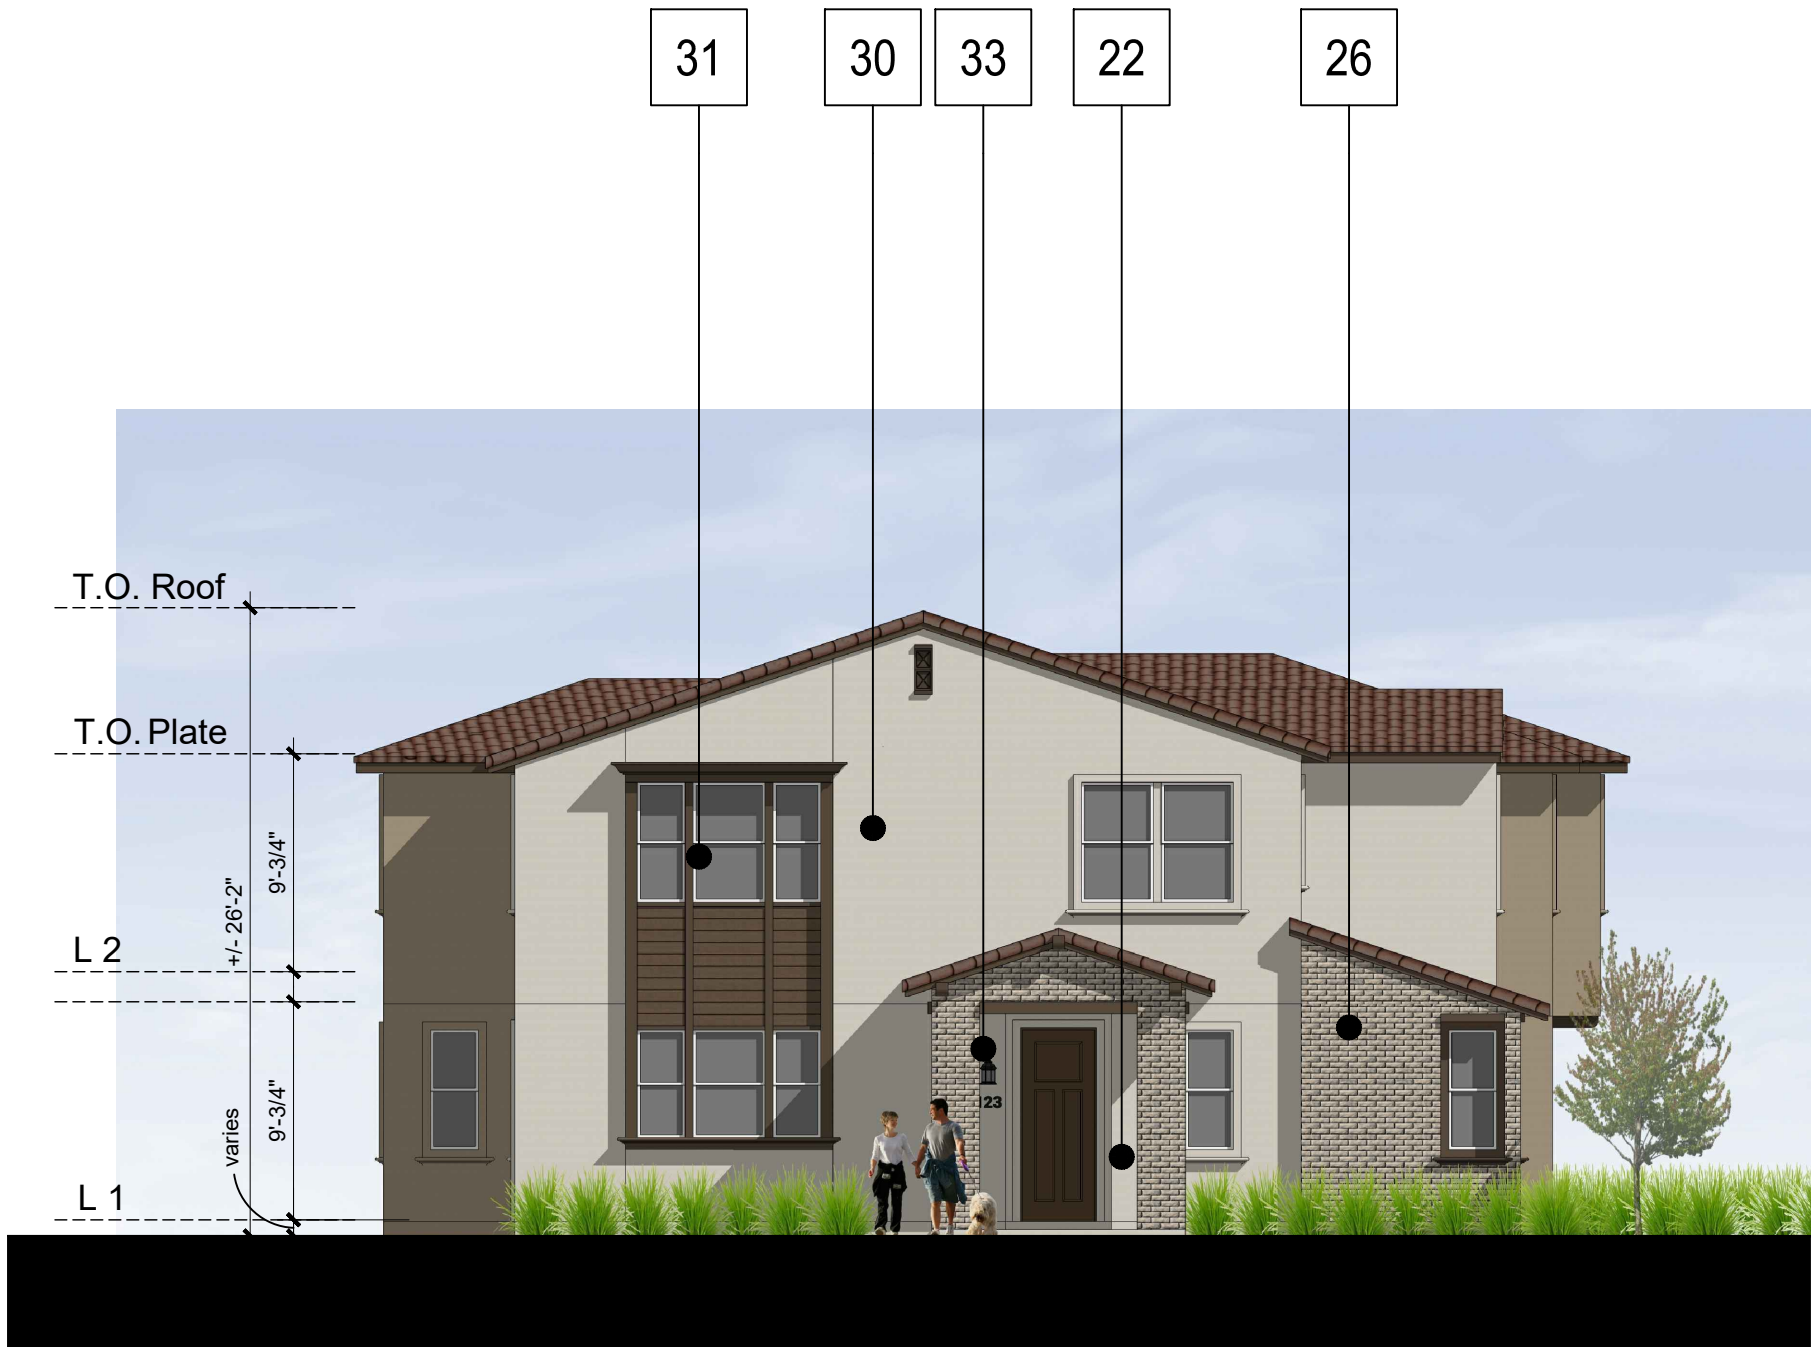 31 30 33 22 26
T.O. Roof
T.O. Plate
9'-3/4"
+/- 26'-2"
L 2
9'-3/4"
varies
L 1
123